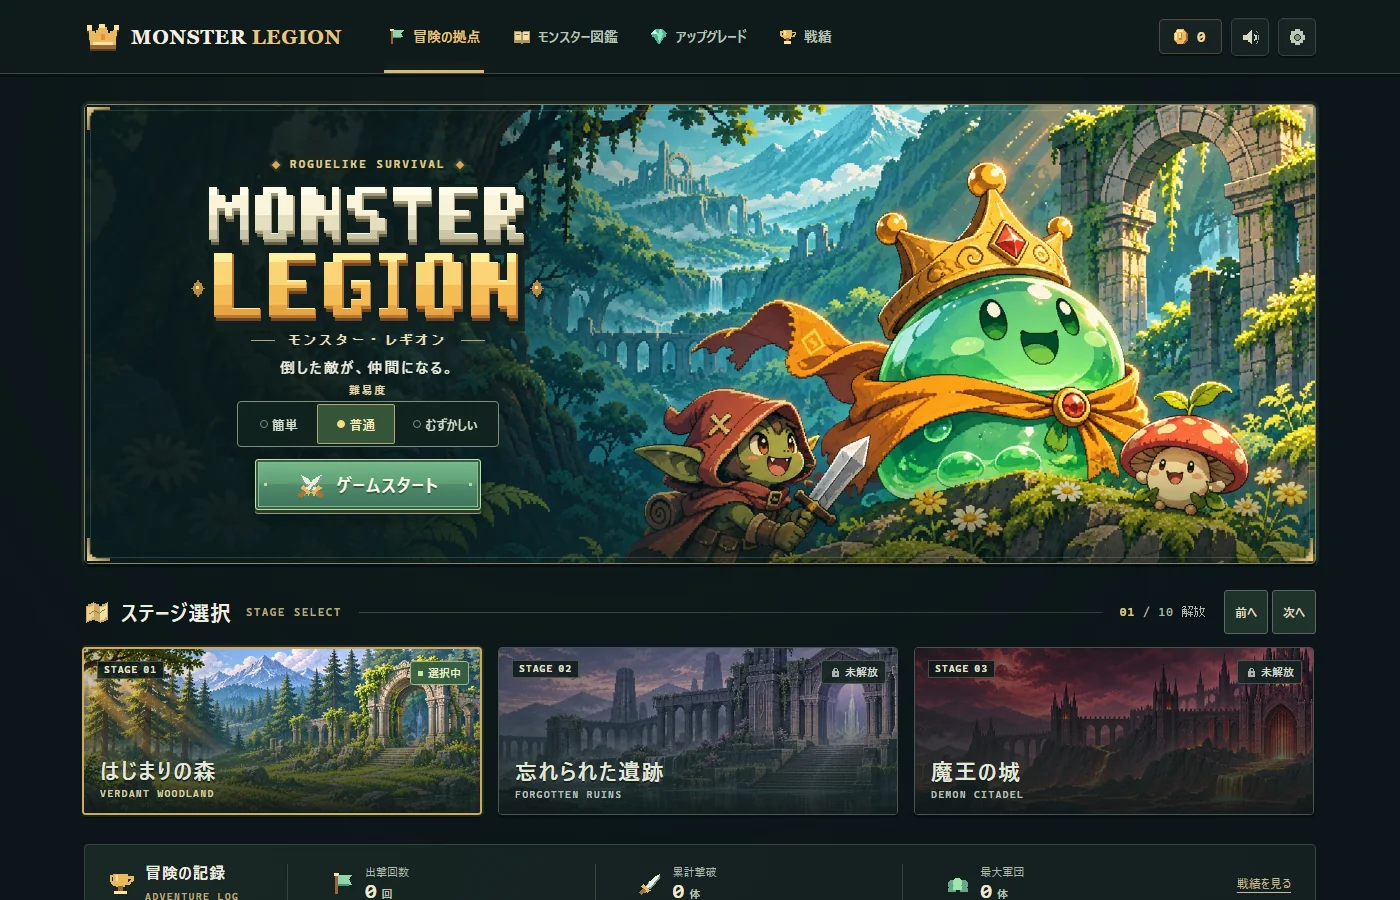 MONSTER LEGION
冒険の拠点
モンスター図鑑
アップグレード
戦績
0
ROGUELIKE SURVIVAL
MONSTER
LEGION
モンスター・レギオン
倒した敵が、仲間になる。
難易度
簡単
普通
むずかしい
ゲームスタート
ステージ選択
STAGE SELECT
01 / 10 解放
前へ
次へ
STAGE 01
選択中
はじまりの森
VERDANT WOODLAND
STAGE 02
未解放
忘れられた遺跡
FORGOTTEN RUINS
STAGE 03
未解放
魔王の城
DEMON CITADEL
冒険の記録
ADVENTURE LOG
出撃回数
0 回
累計撃破
0 体
最大軍団
0 体
戦績を見る